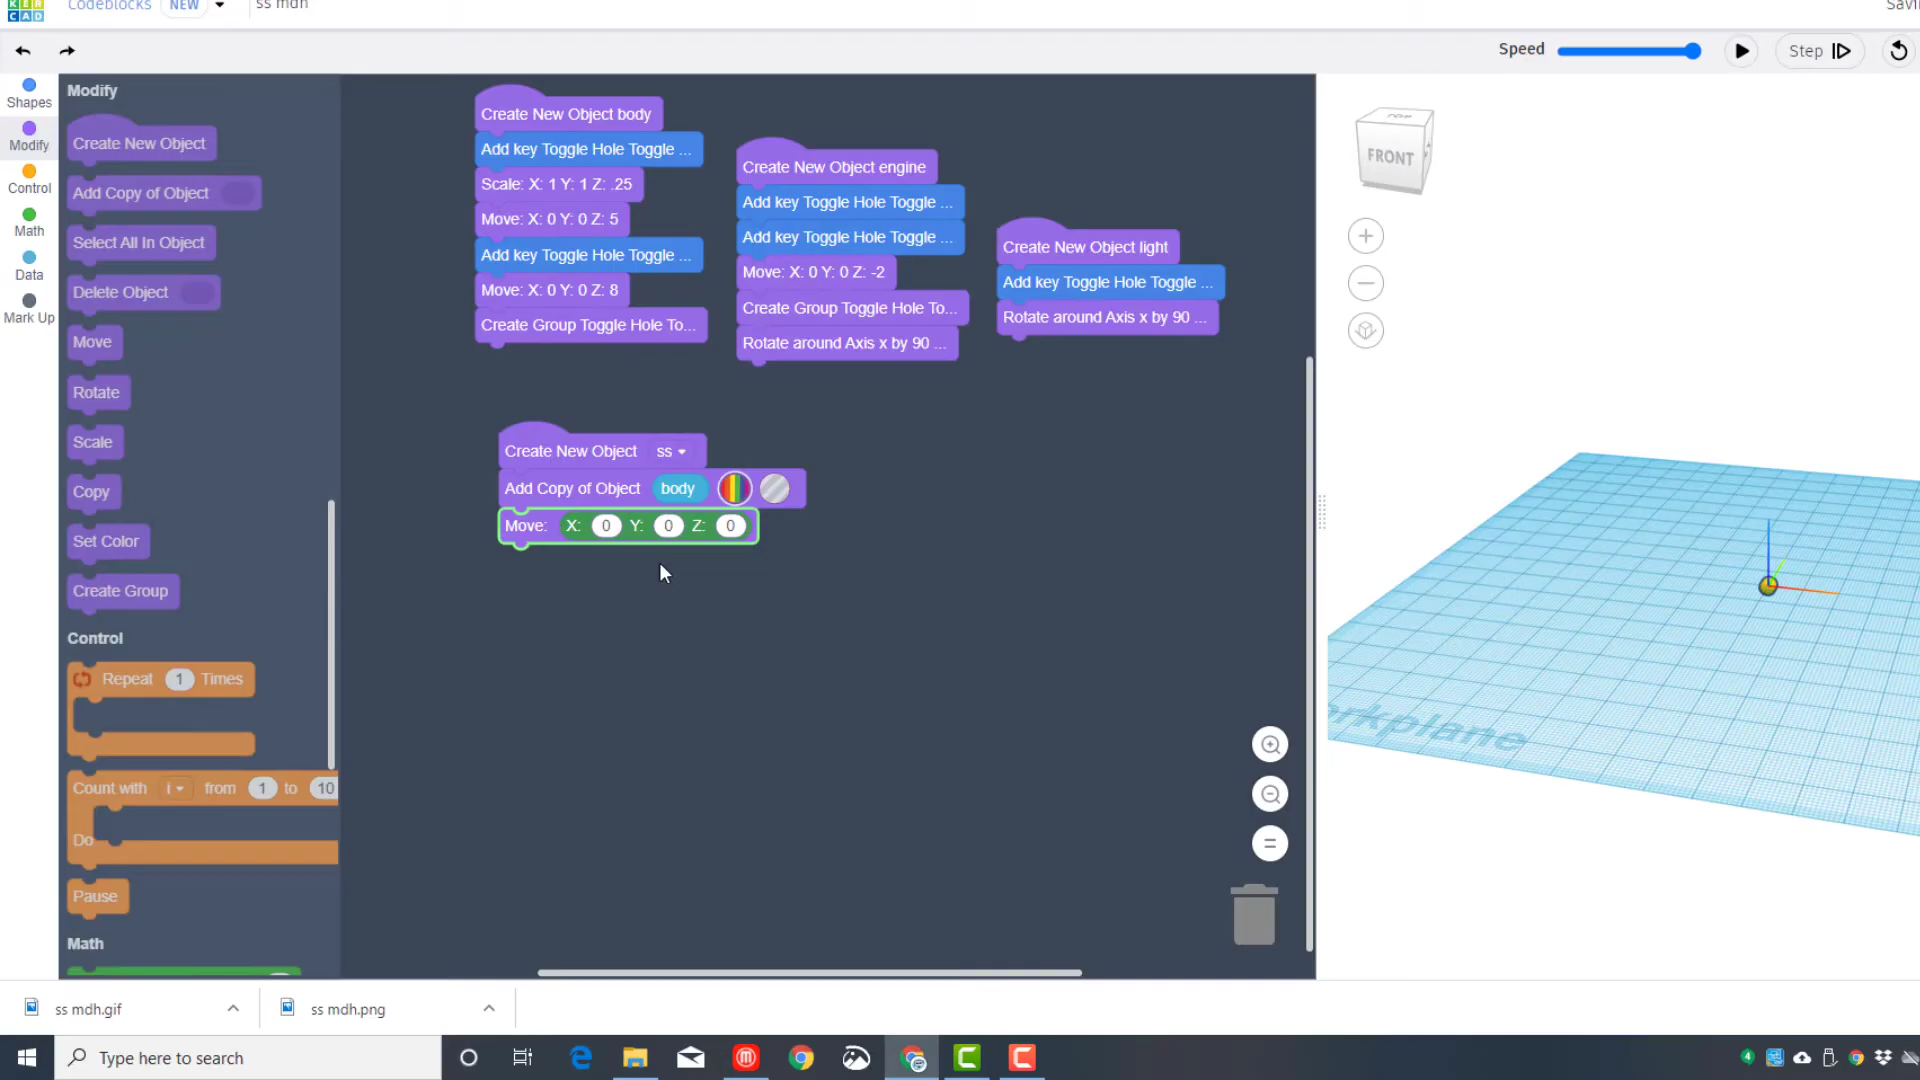 Codeblocks NEW ss mdh
Speed
Step
Shapes
Modify
Control
Math
Data
Mark Up
Modify
Create New Object
Add Copy of Object
Select All In Object
Delete Object
Move
Rotate
Scale
Copy
Set Color
Create Group
Control
Repeat 1 Times
Count with i from 1 to 10
Do
Pause
Math
Create New Object body
Add key Toggle Hole Toggle ...
Scale: X: 1 Y: 1 Z: .25
Move: X: 0 Y: 0 Z: 5
Add key Toggle Hole Toggle ...
Move: X: 0 Y: 0 Z: 8
Create Group Toggle Hole To...
Create New Object engine
Add key Toggle Hole Toggle ...
Add key Toggle Hole Toggle ...
Move: X: 0 Y: 0 Z: -2
Create Group Toggle Hole To...
Rotate around Axis x by 90 ...
Create New Object light
Add key Toggle Hole Toggle ...
Rotate around Axis x by 90 ...
Create New Object ss
Add Copy of Object body
Move: X: 0 Y: 0 Z: 0
TOP
FRONT
rkplane
ss mdh.gif
ss mdh.png
Type here to search